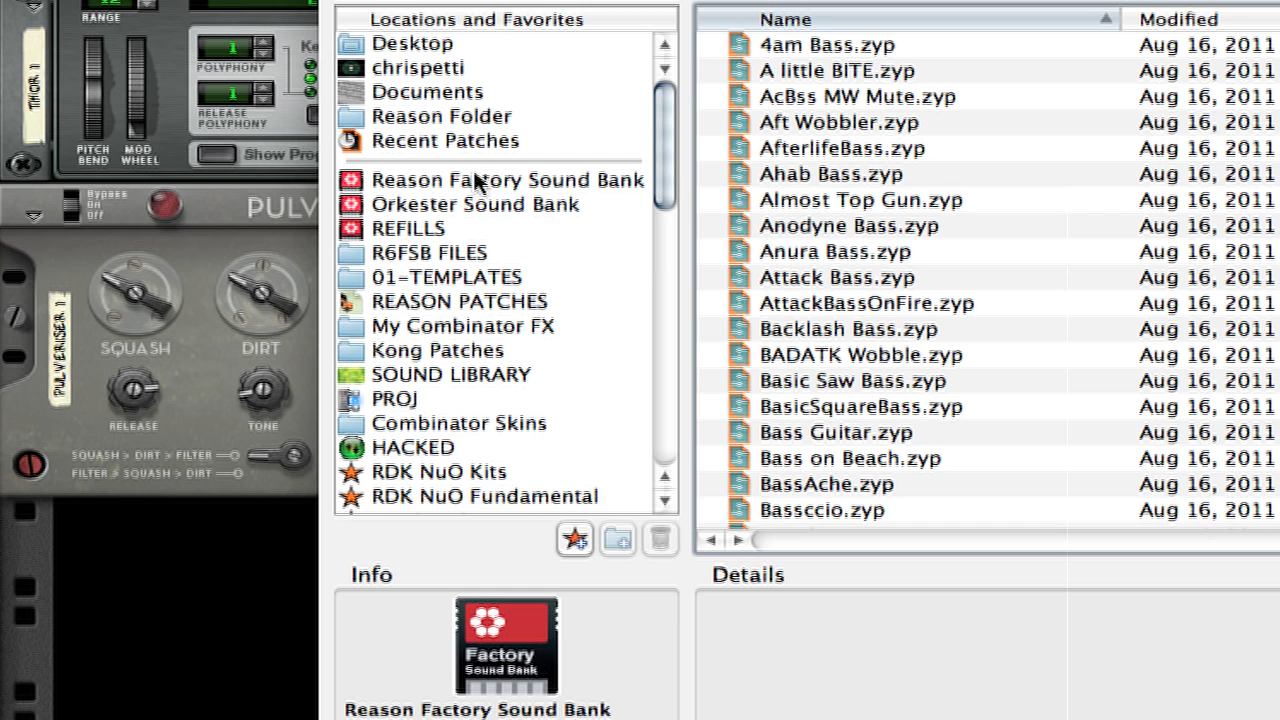 RANGE
12
THOR 1
1
POLYPHONY
1
RELEASE
POLYPHONY
Ke
PITCH
BEND
MOD
WHEEL
Show Prog
Bypass
On
Off
PULV
PULVERISER 1
SQUASH
DIRT
RELEASE
TONE
SQUASH > DIRT > FILTER
FILTER > SQUASH > DIRT
Locations and Favorites
Desktop
chrispetti
Documents
Reason Folder
Recent Patches
Reason Factory Sound Bank
Orkester Sound Bank
REFILLS
R6FSB FILES
01-TEMPLATES
REASON PATCHES
My Combinator FX
Kong Patches
SOUND LIBRARY
PROJ
Combinator Skins
HACKED
RDK NuO Kits
RDK NuO Fundamental
Info
Factory
Sound Bank
Reason Factory Sound Bank
Name Modified
4am Bass.zyp Aug 16, 2011
A little BITE.zyp Aug 16, 2011
AcBss MW Mute.zyp Aug 16, 2011
Aft Wobbler.zyp Aug 16, 2011
AfterlifeBass.zyp Aug 16, 2011
Ahab Bass.zyp Aug 16, 2011
Almost Top Gun.zyp Aug 16, 2011
Anodyne Bass.zyp Aug 16, 2011
Anura Bass.zyp Aug 16, 2011
Attack Bass.zyp Aug 16, 2011
AttackBassOnFire.zyp Aug 16, 2011
Backlash Bass.zyp Aug 16, 2011
BADATK Wobble.zyp Aug 16, 2011
Basic Saw Bass.zyp Aug 16, 2011
BasicSquareBass.zyp Aug 16, 2011
Bass Guitar.zyp Aug 16, 2011
Bass on Beach.zyp Aug 16, 2011
BassAche.zyp Aug 16, 2011
Bassccio.zyp Aug 16, 2011
Details